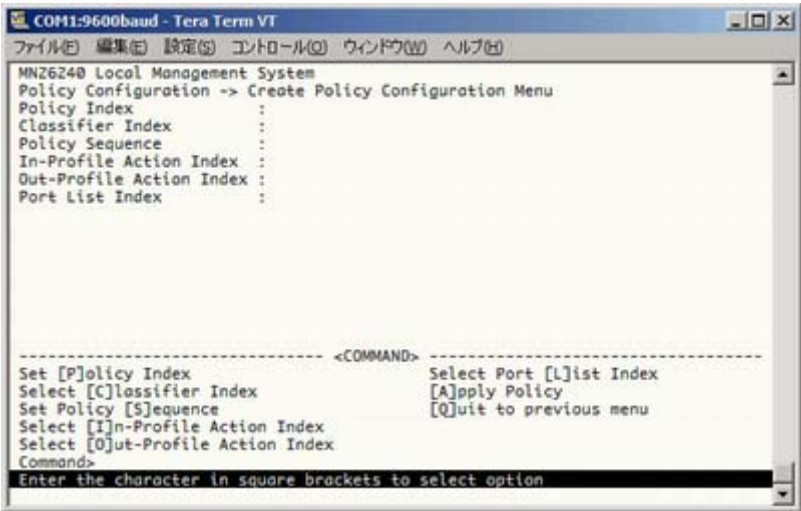 COM1:9600baud - Tera Term VT
ファイル(F) 編集(E) 設定(S) コントロール(O) ウィンドウ(W) ヘルプ(H)
MN26240 Local Management System
Policy Configuration -> Create Policy Configuration Menu
Policy Index :
Classifier Index :
Policy Sequence :
In-Profile Action Index :
Out-Profile Action Index :
Port List Index :
-------------------------------- <COMMAND> -----------------------------------
Set [P]olicy Index Select Port [L]ist Index
Select [C]lassifier Index [A]pply Policy
Set Policy [S]equence [Q]uit to previous menu
Select [I]n-Profile Action Index
Select [O]ut-Profile Action Index
Command>
Enter the character in square brackets to select option